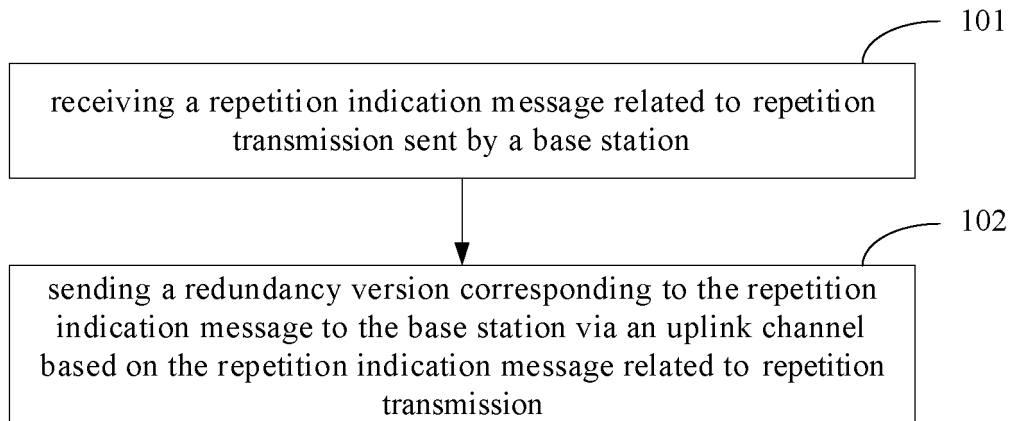 101
receiving a repetition indication message related to repetition
transmission sent by a base station
102
sending a redundancy version corresponding to the repetition
indication message to the base station via an uplink channel
based on the repetition indication message related to repetition
transmission